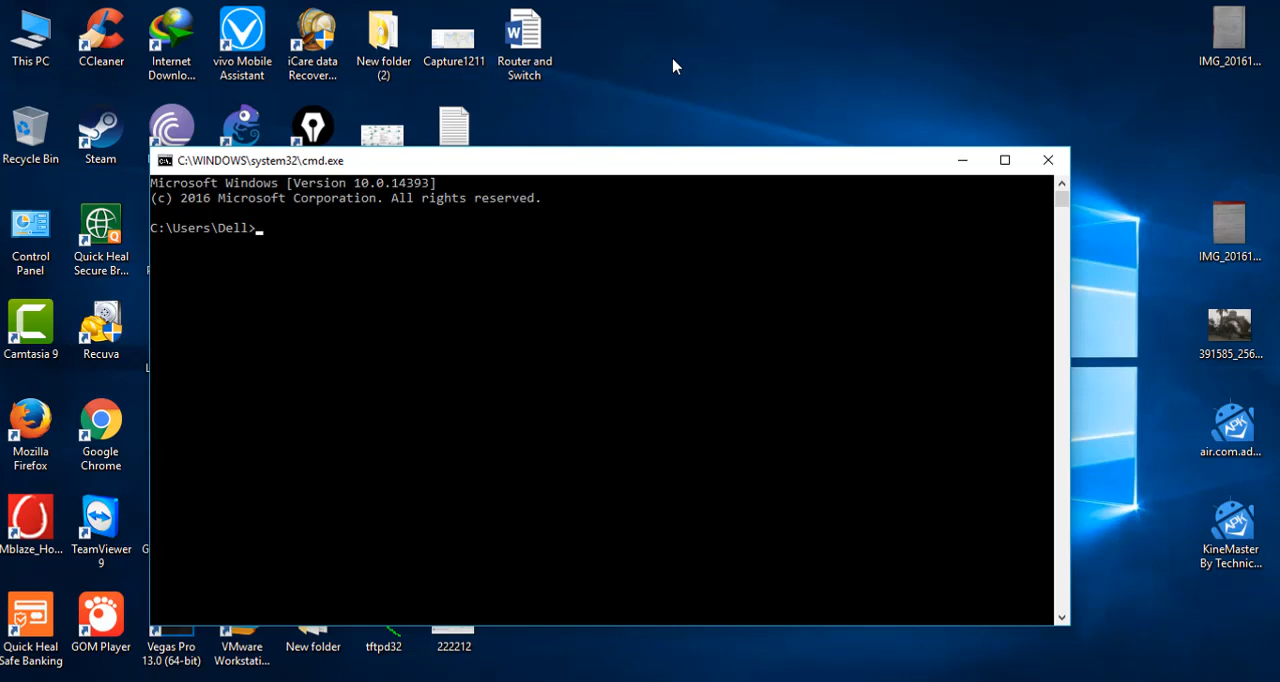 This PC
CCleaner
Internet
Downlo...
vivo Mobile
Assistant
iCare data
Recover...
New folder
(2)
Capture1211
Router and
Switch
IMG_20161...
Recycle Bin
Steam
C:\WINDOWS\system32\cmd.exe
Microsoft Windows [Version 10.0.14393]
(c) 2016 Microsoft Corporation. All rights reserved.
C:\Users\Dell>
Control
Panel
Quick Heal
Secure Br...
IMG_20161...
Camtasia 9
Recuva
391585_256...
Mozilla
Firefox
Google
Chrome
APK
air.com.ad...
Mblaze_Ho...
TeamViewer
9
APK
KineMaster
By Technic...
Quick Heal
Safe Banking
GOM Player
Vegas Pro
13.0 (64-bit)
VMware
Workstati...
New folder
tftpd32
222212